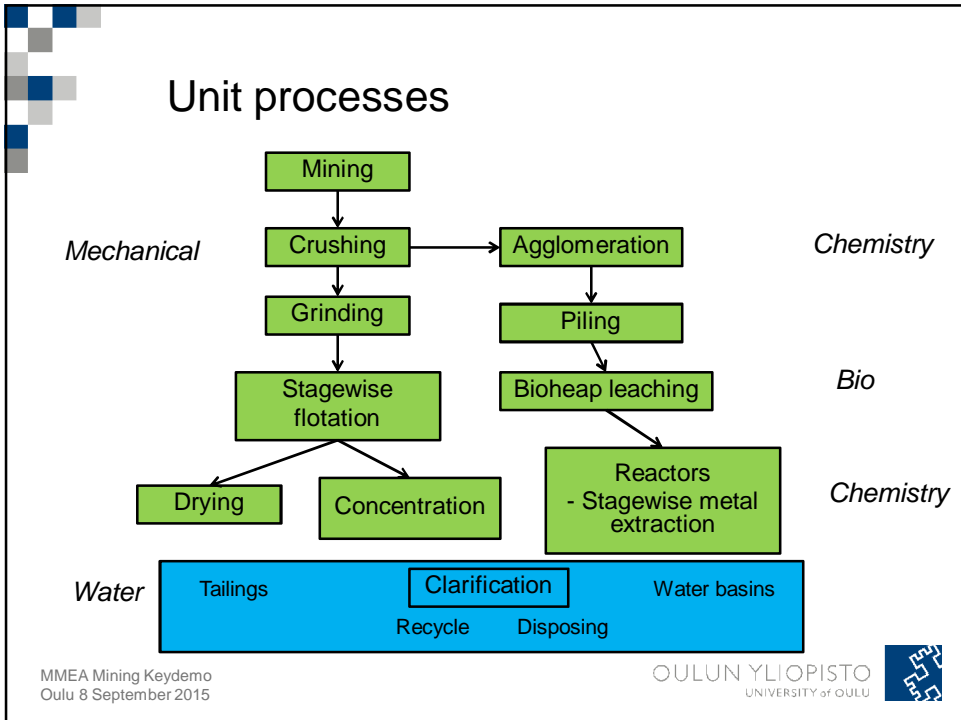 Unit processes
Mining
Mechanical
Crushing
Agglomeration
Chemistry
Grinding
Piling
Stagewise
flotation
Bioheap leaching
Bio
Drying
Concentration
Reactors
- Stagewise metal
extraction
Chemistry
Water
Tailings
Clarification
Water basins
Recycle
Disposing
MMEA Mining Keydemo
Oulu 8 September 2015
OULUN YLIOPISTO
UNIVERSITY of OULU